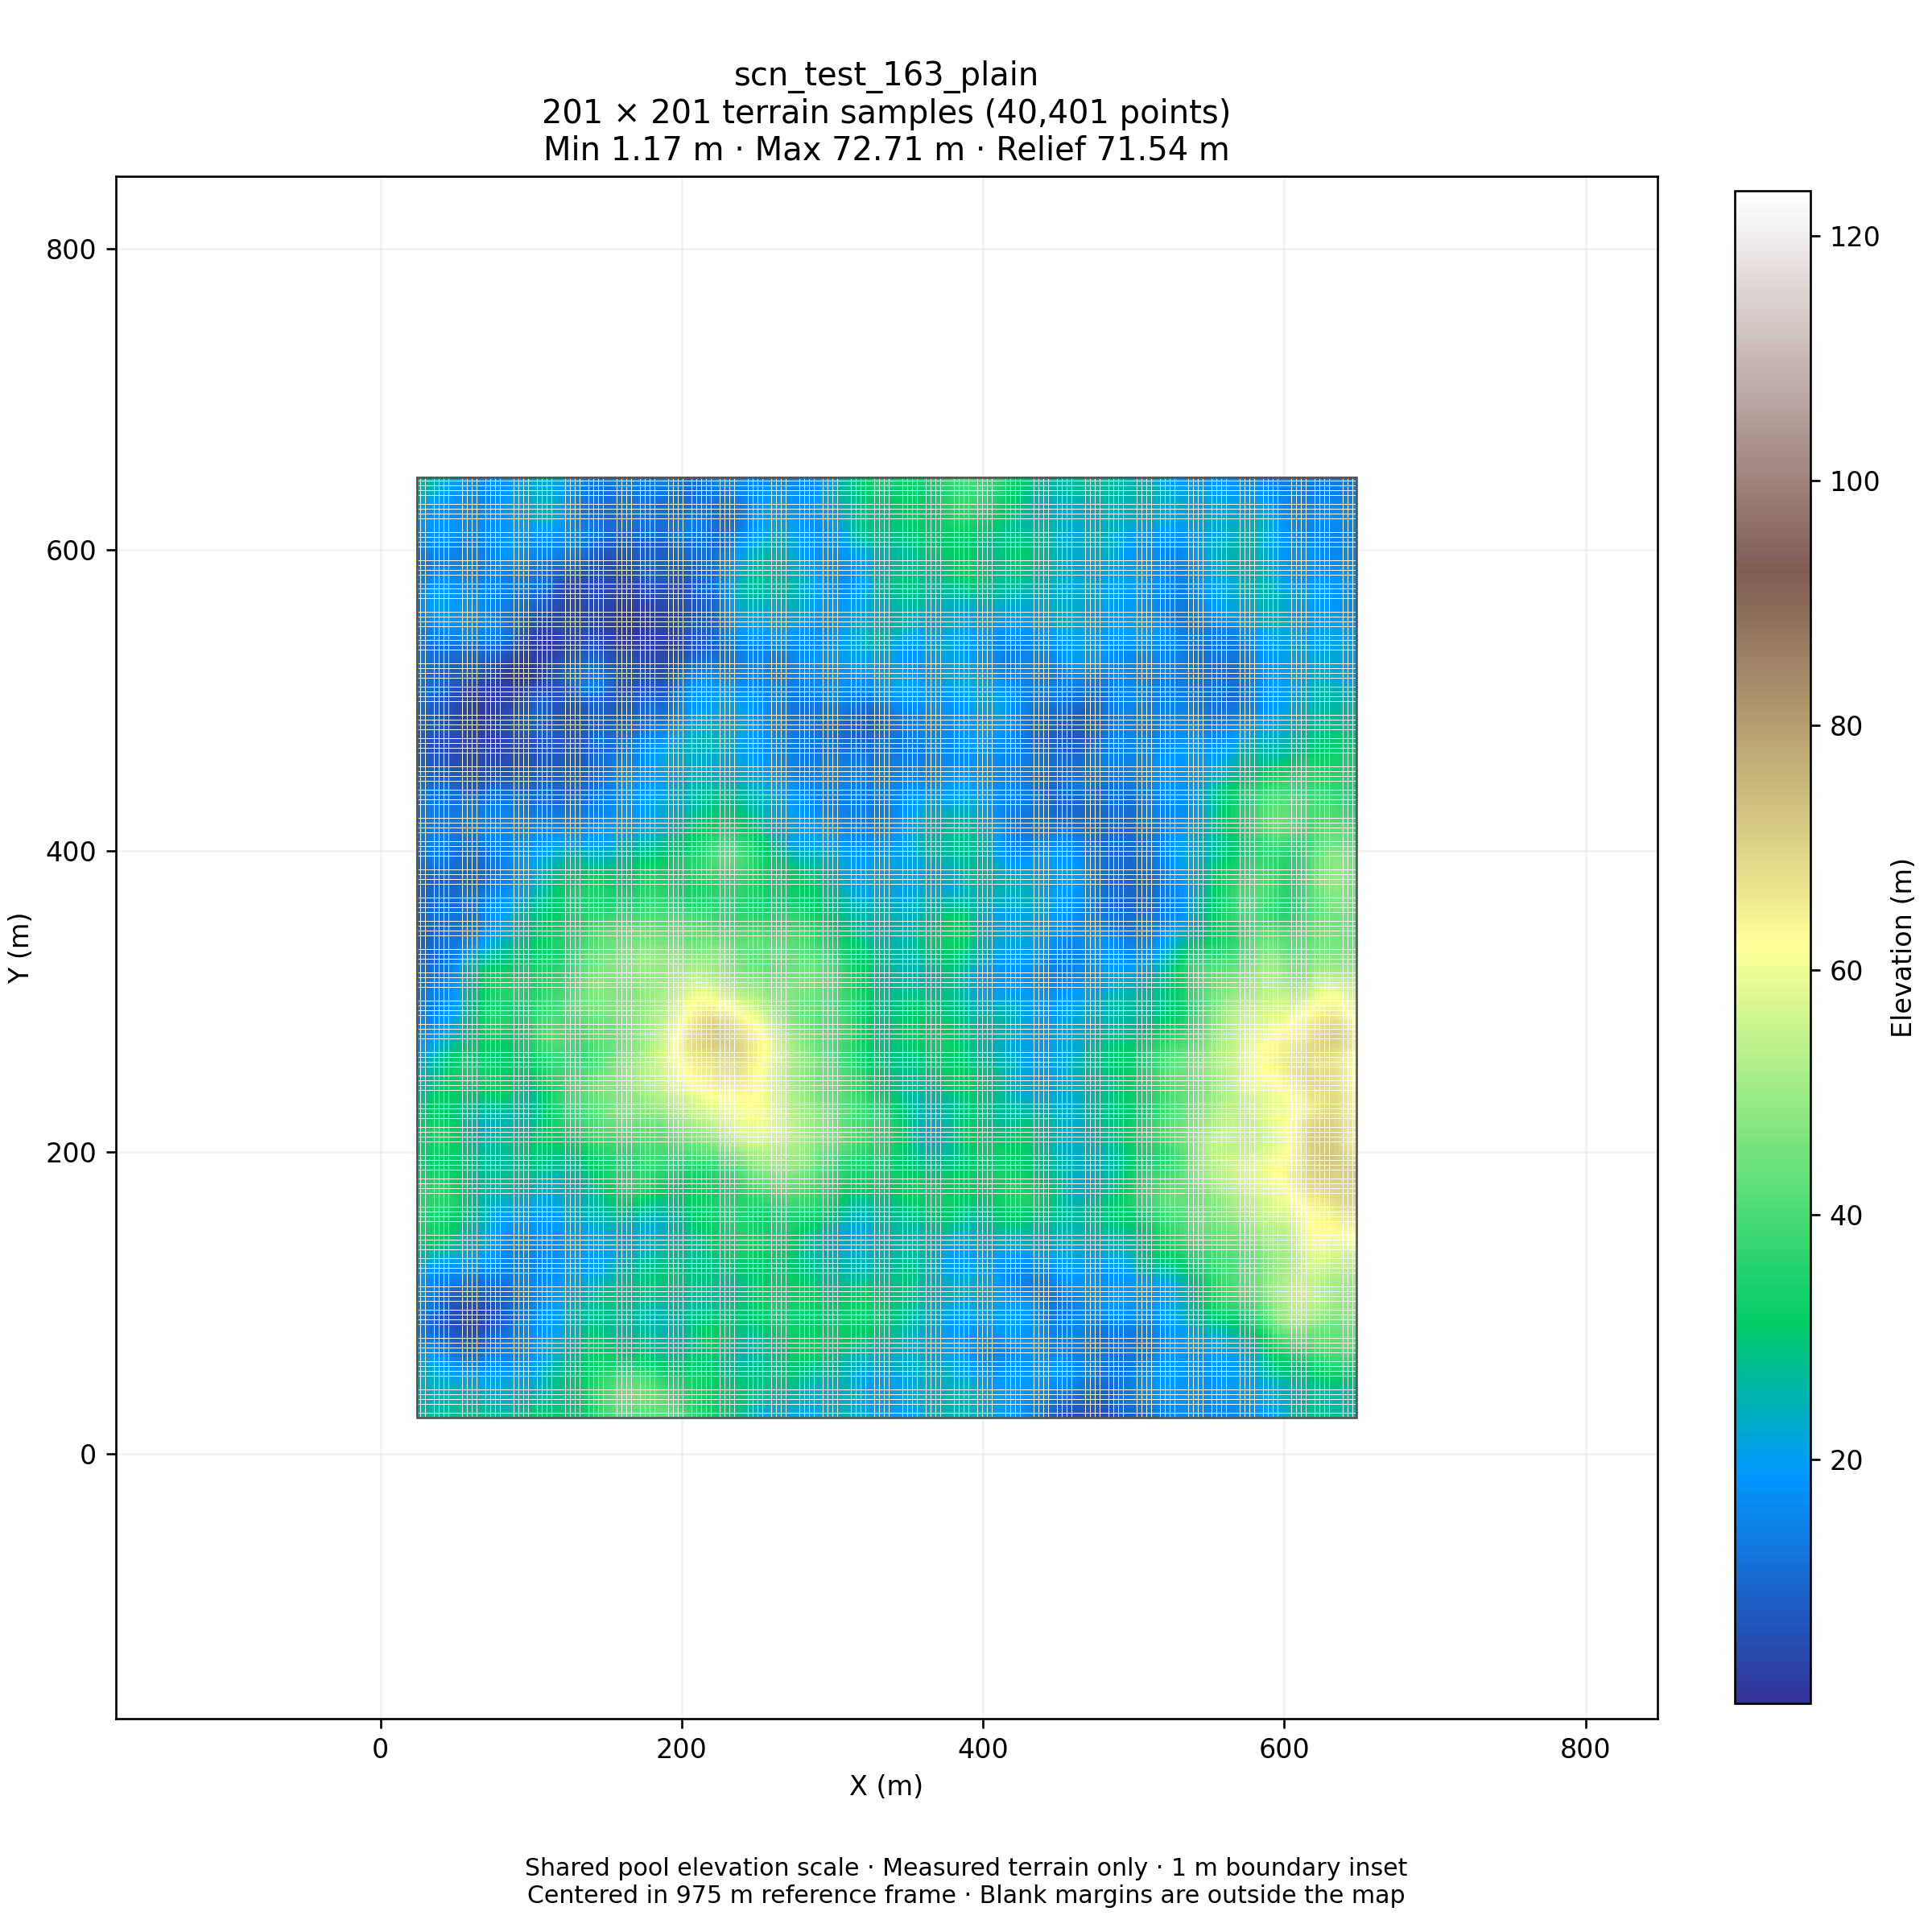 scn_test_163_plain
201 × 201 terrain samples (40,401 points)
Min 1.17 m · Max 72.71 m · Relief 71.54 m
800
600
400
200
0
Y (m)
0
200
400
600
800
X (m)
120
100
80
60
40
20
Elevation (m)
Shared pool elevation scale · Measured terrain only · 1 m boundary inset
Centered in 975 m reference frame · Blank margins are outside the map